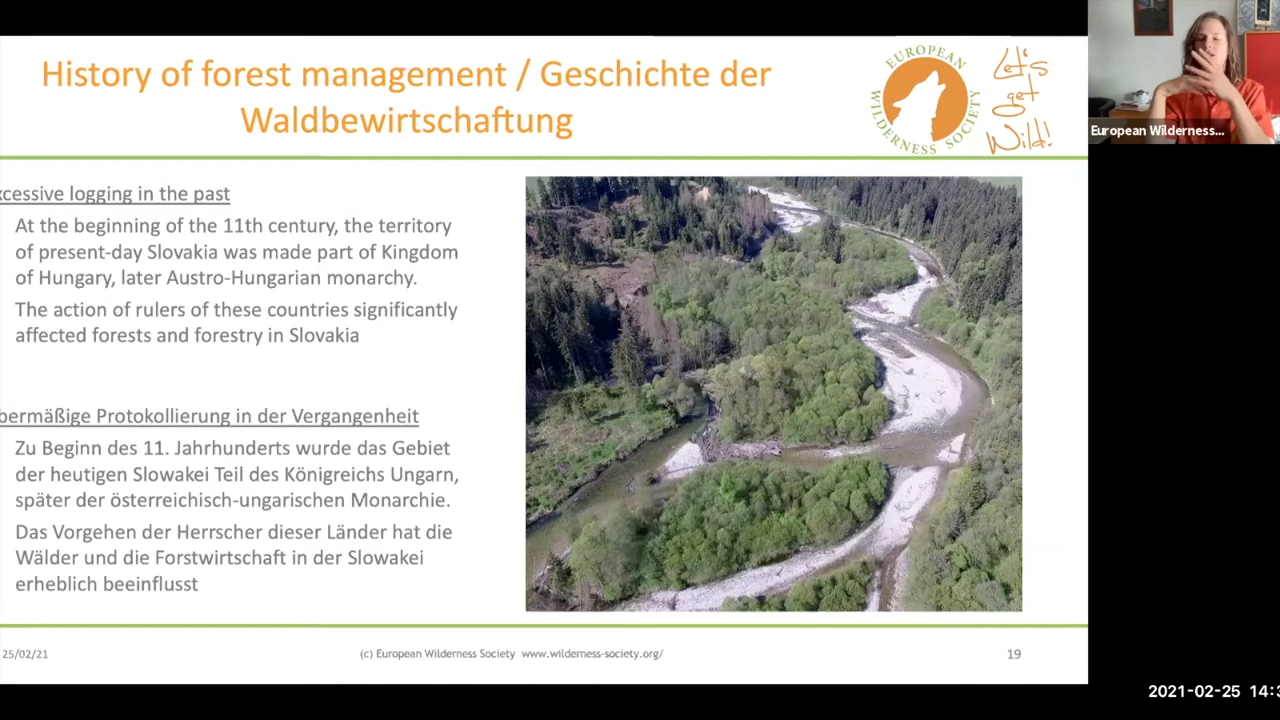 History of forest management / Geschichte der
Waldbewirtschaftung
EUROPEAN
WILDERNESS SOCIETY
Let's
get
Wild!
European Wilderness...
xcessive logging in the past
At the beginning of the 11th century, the territory
of present-day Slovakia was made part of Kingdom
of Hungary, later Austro-Hungarian monarchy.
The action of rulers of these countries significantly
affected forests and forestry in Slovakia
bermäßige Protokollierung in der Vergangenheit
Zu Beginn des 11. Jahrhunderts wurde das Gebiet
der heutigen Slowakei Teil des Königreichs Ungarn,
später der österreichisch-ungarischen Monarchie.
Das Vorgehen der Herrscher dieser Länder hat die
Wälder und die Forstwirtschaft in der Slowakei
erheblich beeinflusst
25/02/21
(c) European Wilderness Society www.wilderness-society.org/
19
2021-02-25 14:3